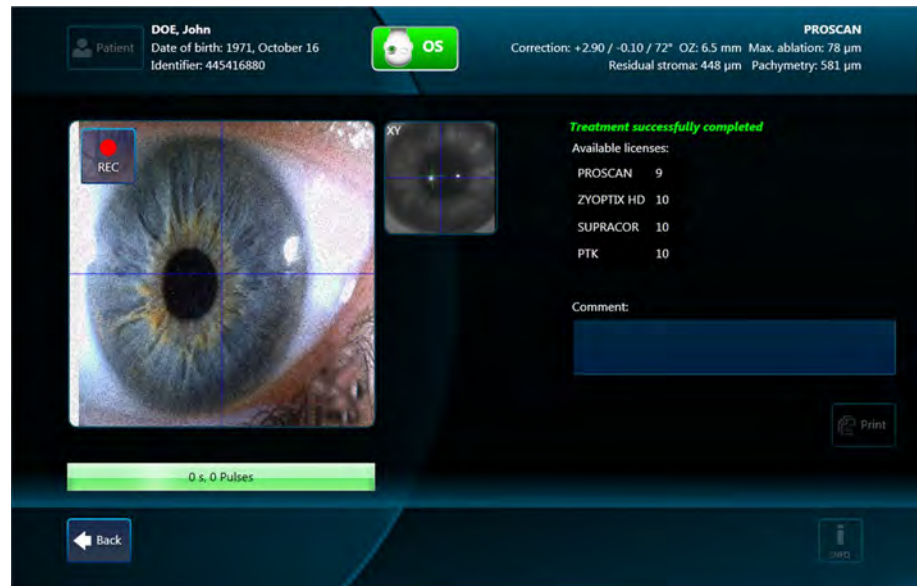 Patient
DOE, John
Date of birth: 1971, October 16
Identifier: 445416880
OS
PROSCAN
Correction: +2.90 / -0.10 / 72° OZ: 6.5 mm Max. ablation: 78 µm
Residual stroma: 448 µm Pachymetry: 581 µm
REC
XY
Treatment successfully completed
Available licenses:
PROSCAN 9
ZYOPTIX HD 10
SUPRACOR 10
PTK 10
Comment:
Print
0 s, 0 Pulses
Back
INFO